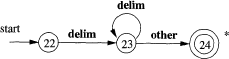 delim
start
delim
other
*
22
23
24